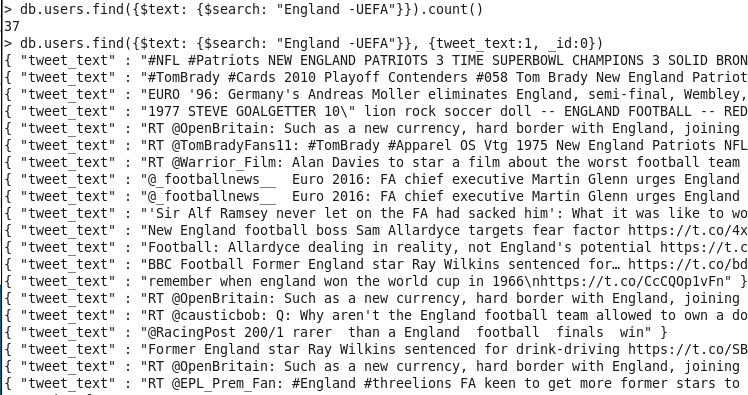 > db.users.find({$text: {$search: "England -UEFA"}}).count()
37
> db.users.find({$text: {$search: "England -UEFA"}}, {tweet_text:1, _id:0})
{ "tweet_text" : "#NFL #Patriots NEW ENGLAND PATRIOTS 3 TIME SUPERBOWL CHAMPIONS 3 SOLID BRON
{ "tweet_text" : "#TomBrady #Cards 2010 Playoff Contenders #058 Tom Brady New England Patriot
{ "tweet_text" : "EURO '96: Germany's Andreas Moller eliminates England, semi-final, Wembley,
{ "tweet_text" : "1977 STEVE GOALGETTER 10\" lion rock soccer doll -- ENGLAND FOOTBALL -- RED
{ "tweet_text" : "RT @OpenBritain: Such as a new currency, hard border with England, joining
{ "tweet_text" : "RT @TomBradyFans11: #TomBrady #Apparel OS Vtg 1975 New England Patriots NFL
{ "tweet_text" : "RT @Warrior_Film: Alan Davies to star a film about the worst football team
{ "tweet_text" : "@_footballnews__  Euro 2016: FA chief executive Martin Glenn urges England
{ "tweet_text" : "@_footballnews__  Euro 2016: FA chief executive Martin Glenn urges England
{ "tweet_text" : "'Sir Alf Ramsey never let on the FA had sacked him': What it was like to wo
{ "tweet_text" : "New England football boss Sam Allardyce targets fear factor https://t.co/4x
{ "tweet_text" : "Football: Allardyce dealing in reality, not England's potential https://t.c
{ "tweet_text" : "BBC Football Former England star Ray Wilkins sentenced for… https://t.co/bd
{ "tweet_text" : "remember when england won the world cup in 1966\nhttps://t.co/CcCQOp1vFn" }
{ "tweet_text" : "RT @OpenBritain: Such as a new currency, hard border with England, joining
{ "tweet_text" : "RT @causticbob: Q: Why aren't the England football team allowed to own a do
{ "tweet_text" : "@RacingPost 200/1 rarer  than a England  football  finals  win" }
{ "tweet_text" : "Former England star Ray Wilkins sentenced for drink-driving https://t.co/SB
{ "tweet_text" : "RT @OpenBritain: Such as a new currency, hard border with England, joining
{ "tweet_text" : "RT @EPL_Prem_Fan: #England #threelions FA keen to get more former stars to